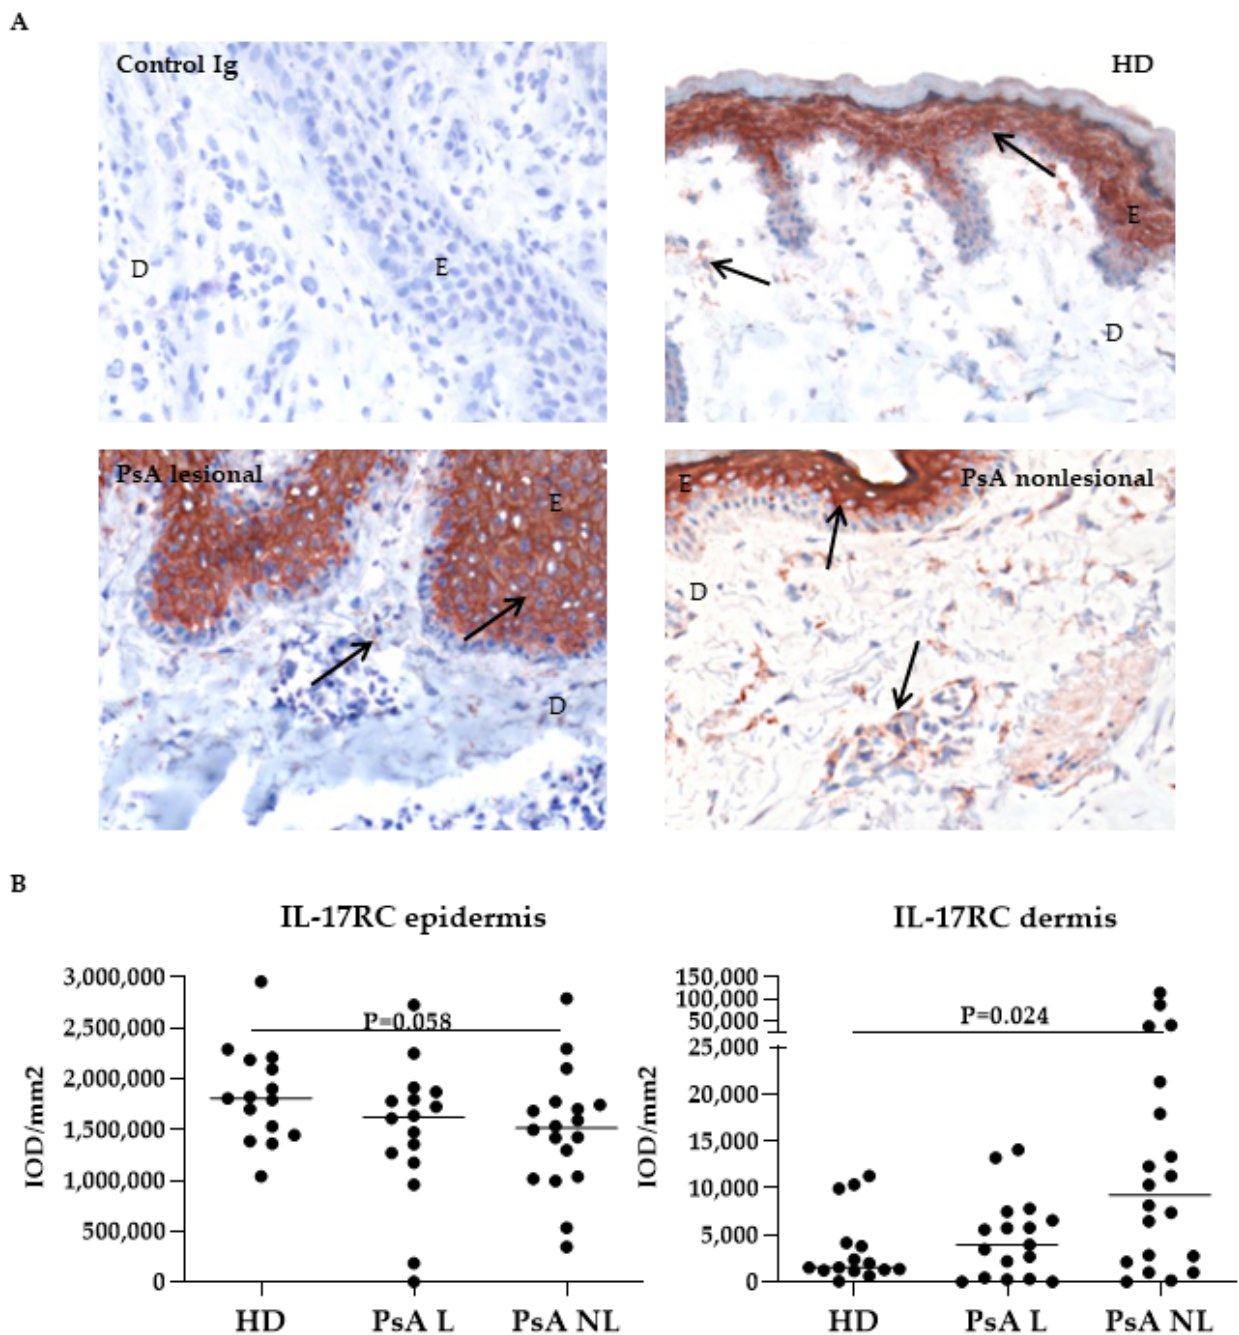 A
Control Ig
HD
E
D
E
D
PsA lesional
PsA nonlesional
E
E
D
D
B
IL-17RC epidermis
IL-17RC dermis
3,000,000
2,500,000
2,000,000
1,500,000
1,000,000
500,000
0
IOD/mm2
P=0.058
HD PsA L PsA NL
150,000
100,000
50,000
25,000
20,000
15,000
10,000
5,000
0
IOD/mm2
P=0.024
HD PsA L PsA NL